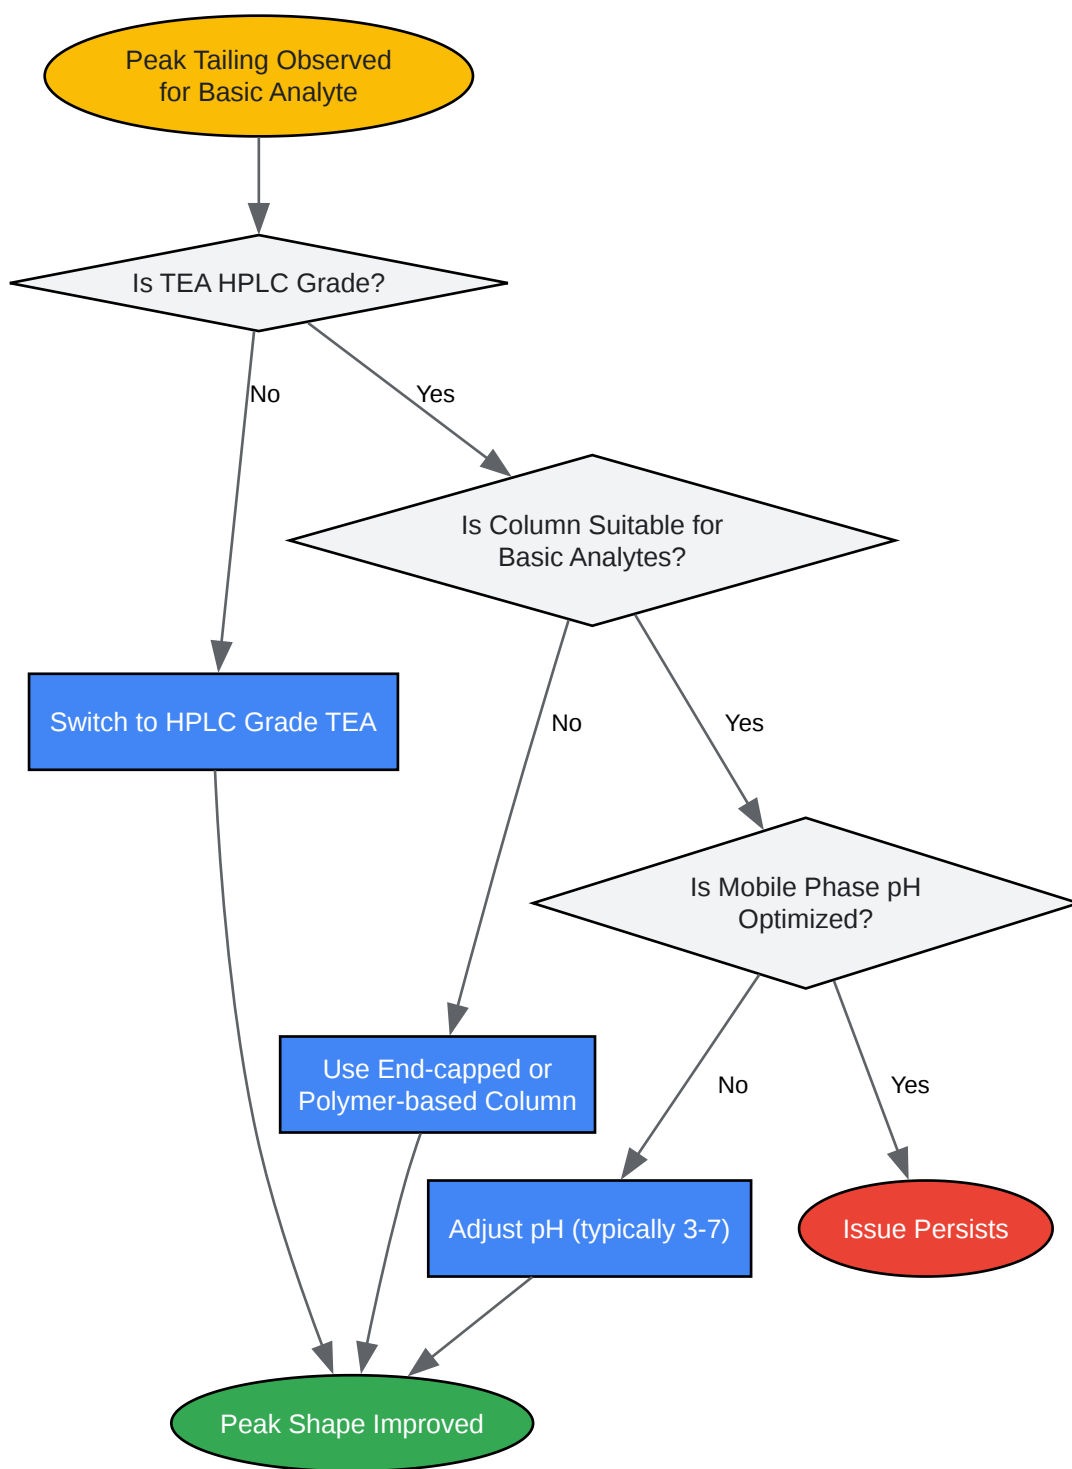 Peak Tailing Observed
for Basic Analyte
Is TEA HPLC Grade?
No
Yes
Is Column Suitable for
Basic Analytes?
Switch to HPLC Grade TEA
No
Yes
Is Mobile Phase pH
Optimized?
Use End-capped or
Polymer-based Column
No
Yes
Adjust pH (typically 3-7)
Issue Persists
Peak Shape Improved